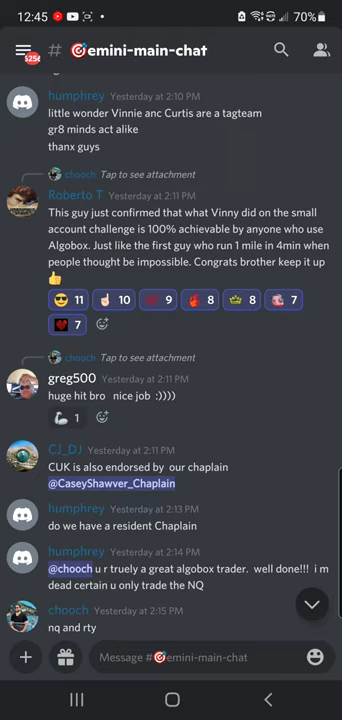 12:45
70%
# 🎯emini-main-chat
humphrey Yesterday at 2:10 PM
little wonder Vinnie anc Curtis are a tagteam
gr8 minds act alike
thanx guys
chooch Tap to see attachment
Roberto T Yesterday at 2:11 PM
This guy just confirmed that what Vinny did on the small
account challenge is 100% achievable by anyone who use
Algobox. Just like the first guy who run 1 mile in 4min when
people thought be impossible. Congrats brother keep it up
👍
😎 11 ☝🏻 10 9 8 8 7
7
chooch Tap to see attachment
greg500 Yesterday at 2:11 PM
huge hit bro nice job :))))
🦾 1
CJ_DJ Yesterday at 2:11 PM
CUK is also endorsed by our chaplain
@CaseyShawver_Chaplain
humphrey Yesterday at 2:13 PM
do we have a resident Chaplain
humphrey Yesterday at 2:14 PM
@chooch u r truely a great algobox trader. well done!!! i m
dead certain u only trade the NQ
chooch Yesterday at 2:15 PM
nq and rty
Message #🎯emini-main-chat